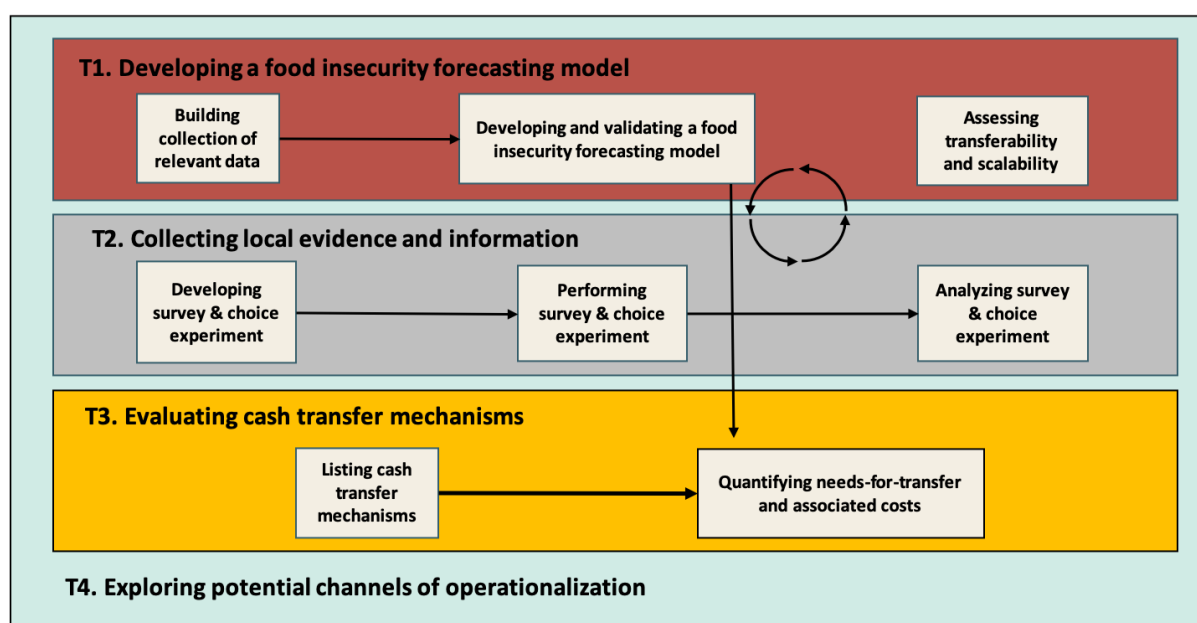 T1. Developing a food insecurity forecasting model
Building
collection of
relevant data
Developing and validating a food
insecurity forecasting model
Assessing
transferability
and scalability
T2. Collecting local evidence and information
Developing
survey & choice
experiment
Performing
survey & choice
experiment
Analyzing survey
& choice
experiment
T3. Evaluating cash transfer mechanisms
Listing cash
transfer
mechanisms
Quantifying needs-for-transfer
and associated costs
T4. Exploring potential channels of operationalization